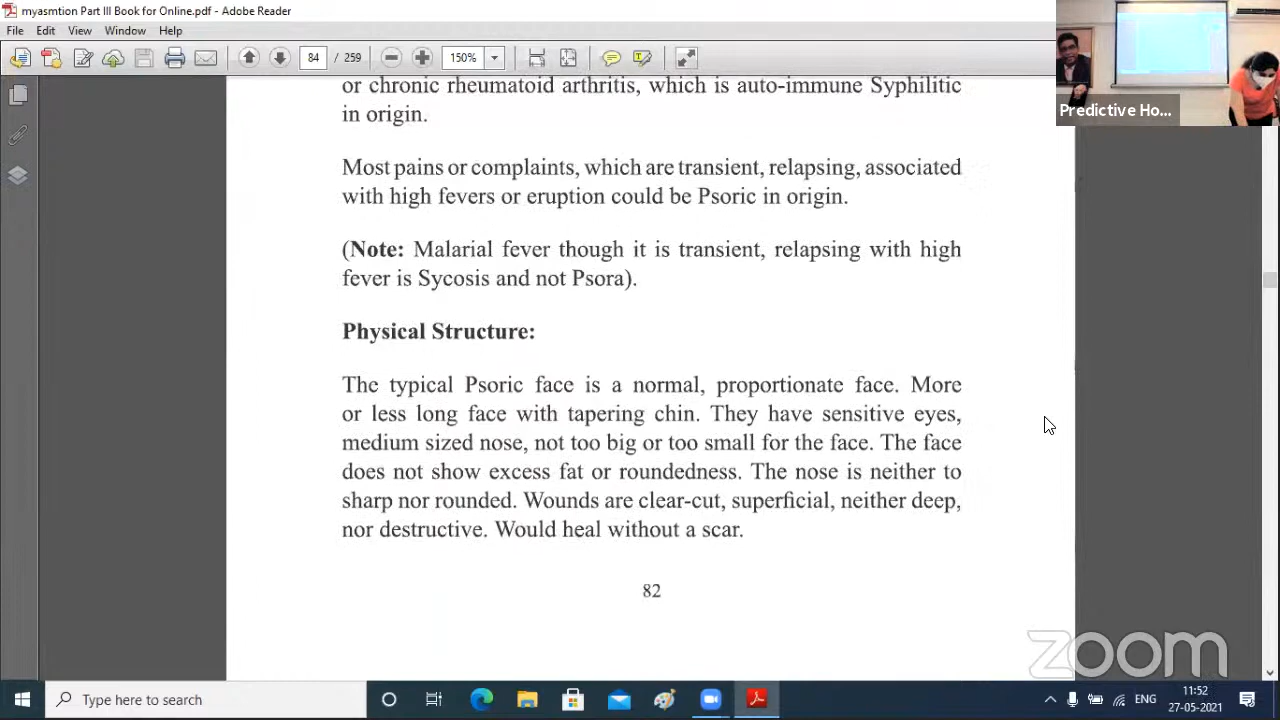 myasmtion Part III Book for Online.pdf - Adobe Reader
File Edit View Window Help
84 / 259 150%
Predictive Ho...
or chronic rheumatoid arthritis, which is auto-immune Syphilitic
in origin.
Most pains or complaints, which are transient, relapsing, associated
with high fevers or eruption could be Psoric in origin.
(Note: Malarial fever though it is transient, relapsing with high
fever is Sycosis and not Psora).
Physical Structure:
The typical Psoric face is a normal, proportionate face. More
or less long face with tapering chin. They have sensitive eyes,
medium sized nose, not too big or too small for the face. The face
does not show excess fat or roundedness. The nose is neither to
sharp nor rounded. Wounds are clear-cut, superficial, neither deep,
nor destructive. Would heal without a scar.
82
zoom
Type here to search
ENG
11:52
27-05-2021